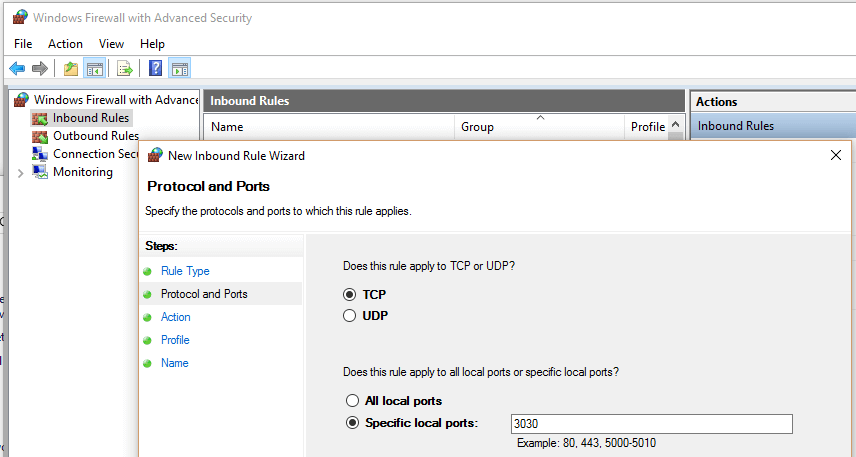 Windows Firewall with Advanced Security
File Action View Help
Windows Firewall with Advance
Inbound Rules
Outbound Rules
Connection Secu
Monitoring
Inbound Rules
Name Group Profile
Actions
Inbound Rules
New Inbound Rule Wizard
Protocol and Ports
Specify the protocols and ports to which this rule applies.
Steps:
Rule Type
Protocol and Ports
Action
Profile
Name
Does this rule apply to TCP or UDP?
TCP
UDP
Does this rule apply to all local ports or specific local ports?
All local ports
Specific local ports: 3030
Example: 80, 443, 5000-5010